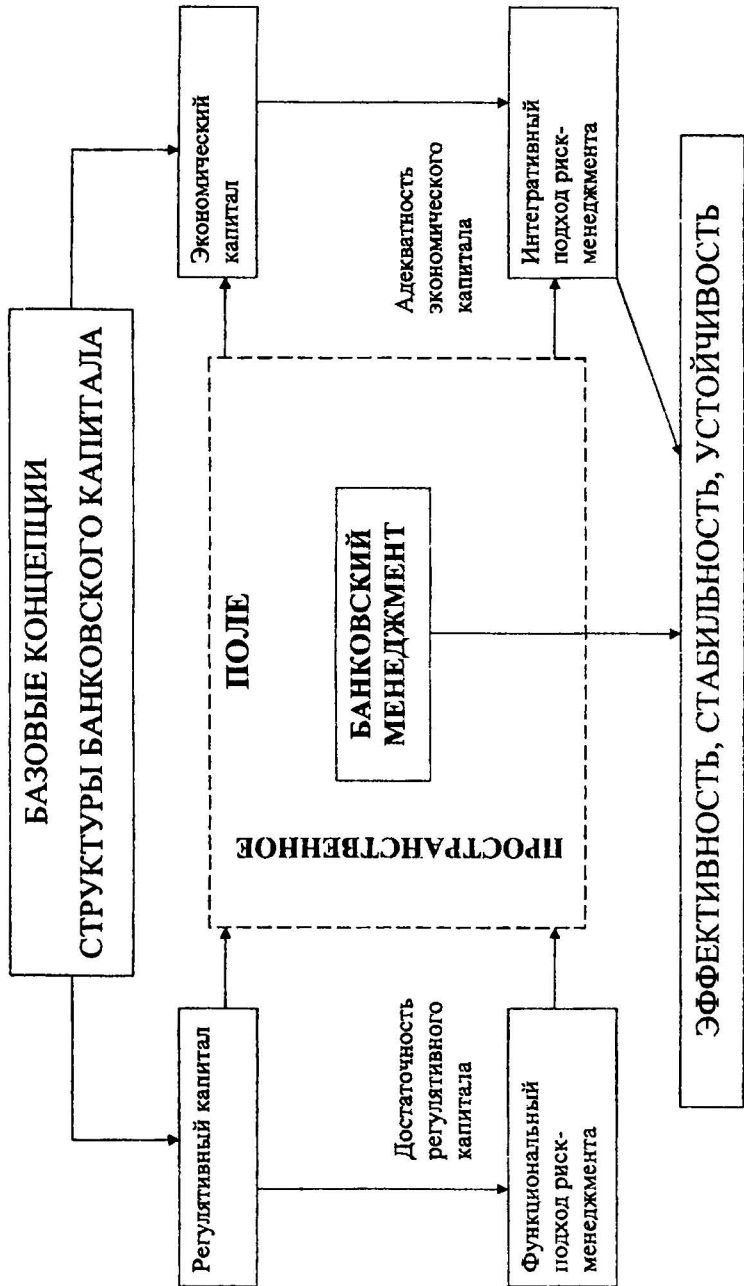 БАЗОВЫЕ КОНЦЕПЦИИ
СТРУКТУРЫ БАНКОВСКОГО КАПИТАЛА
Регулятивный капитал
Экономический
капитал
ПОЛЕ
ПРОСТРАНСТВЕННОЕ
БАНКОВСКИЙ
МЕНЕДЖМЕНТ
Достаточность
регулятивного
капитала
Адекватность
экономического
капитала
Функциональный
подход риск-
менеджмента
Интегративный
подход риск-
менеджмента
ЭФФЕКТИВНОСТЬ, СТАБИЛЬНОСТЬ, УСТОЙЧИВОСТЬ